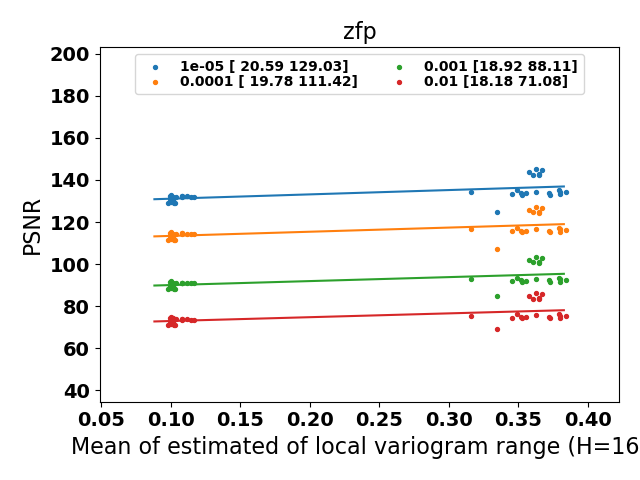 zfp
1e-05 [ 20.59 129.03]
0.0001 [ 19.78 111.42]
0.001 [18.92 88.11]
0.01 [18.18 71.08]
PSNR
200
180
160
140
120
100
80
60
40
0.05 0.10 0.15 0.20 0.25 0.30 0.35 0.40
Mean of estimated of local variogram range (H=16